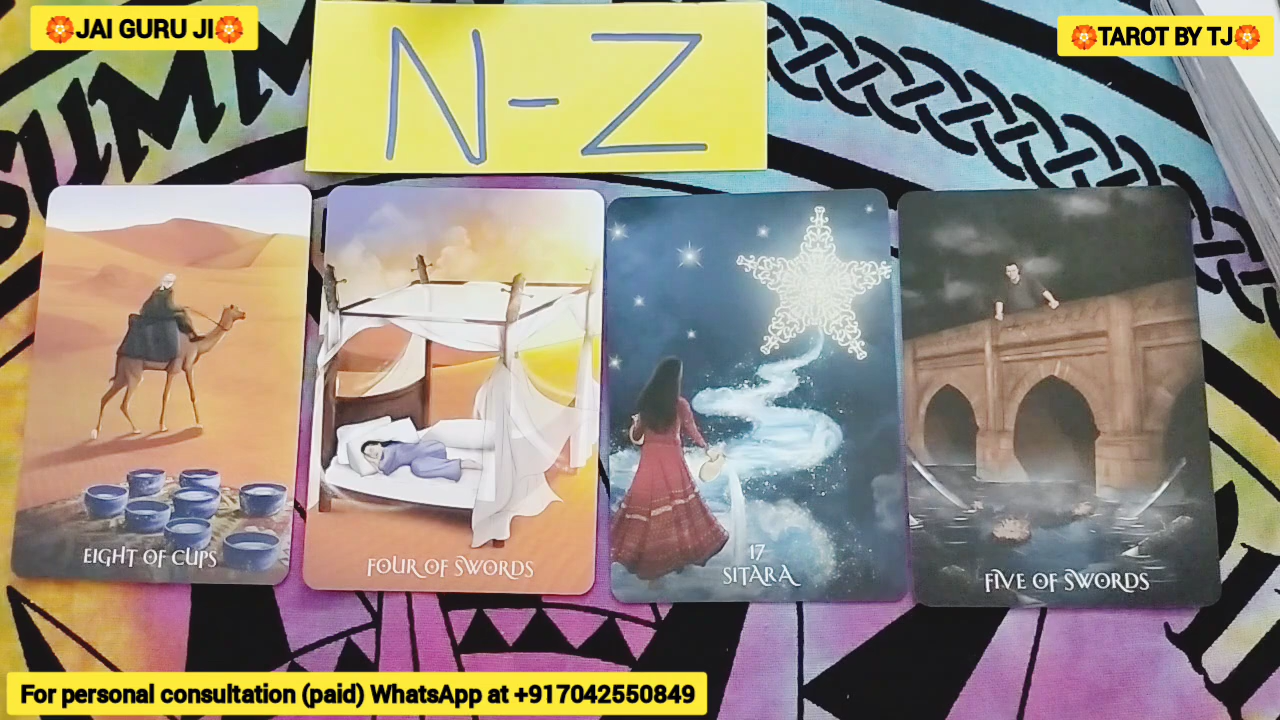 🏵️JAI GURU JI🏵️
🏵️TAROT BY TJ🏵️
N-Z
SUMM
EIGHT OF CUPS
FOUR OF SWORDS
17
SITARA
FIVE OF SWORDS
For personal consultation (paid) WhatsApp at +917042550849